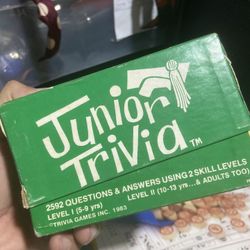 Junior
Trivia™
2592 QUESTIONS & ANSWERS USING 2 SKILL LEVELS
LEVEL I (5-9 yrs) LEVEL II (10-13 yrs...& ADULTS TOO)
©TRIVIA GAMES INC. 1983